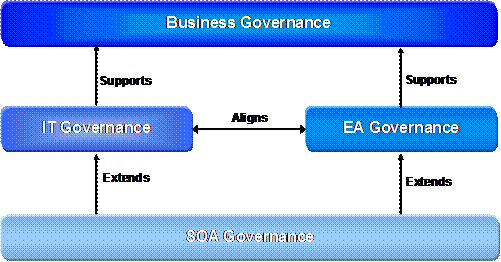 Business Governance
Supports
Supports
IT Governance
Aligns
EA Governance
Extends
Extends
SOA Governance